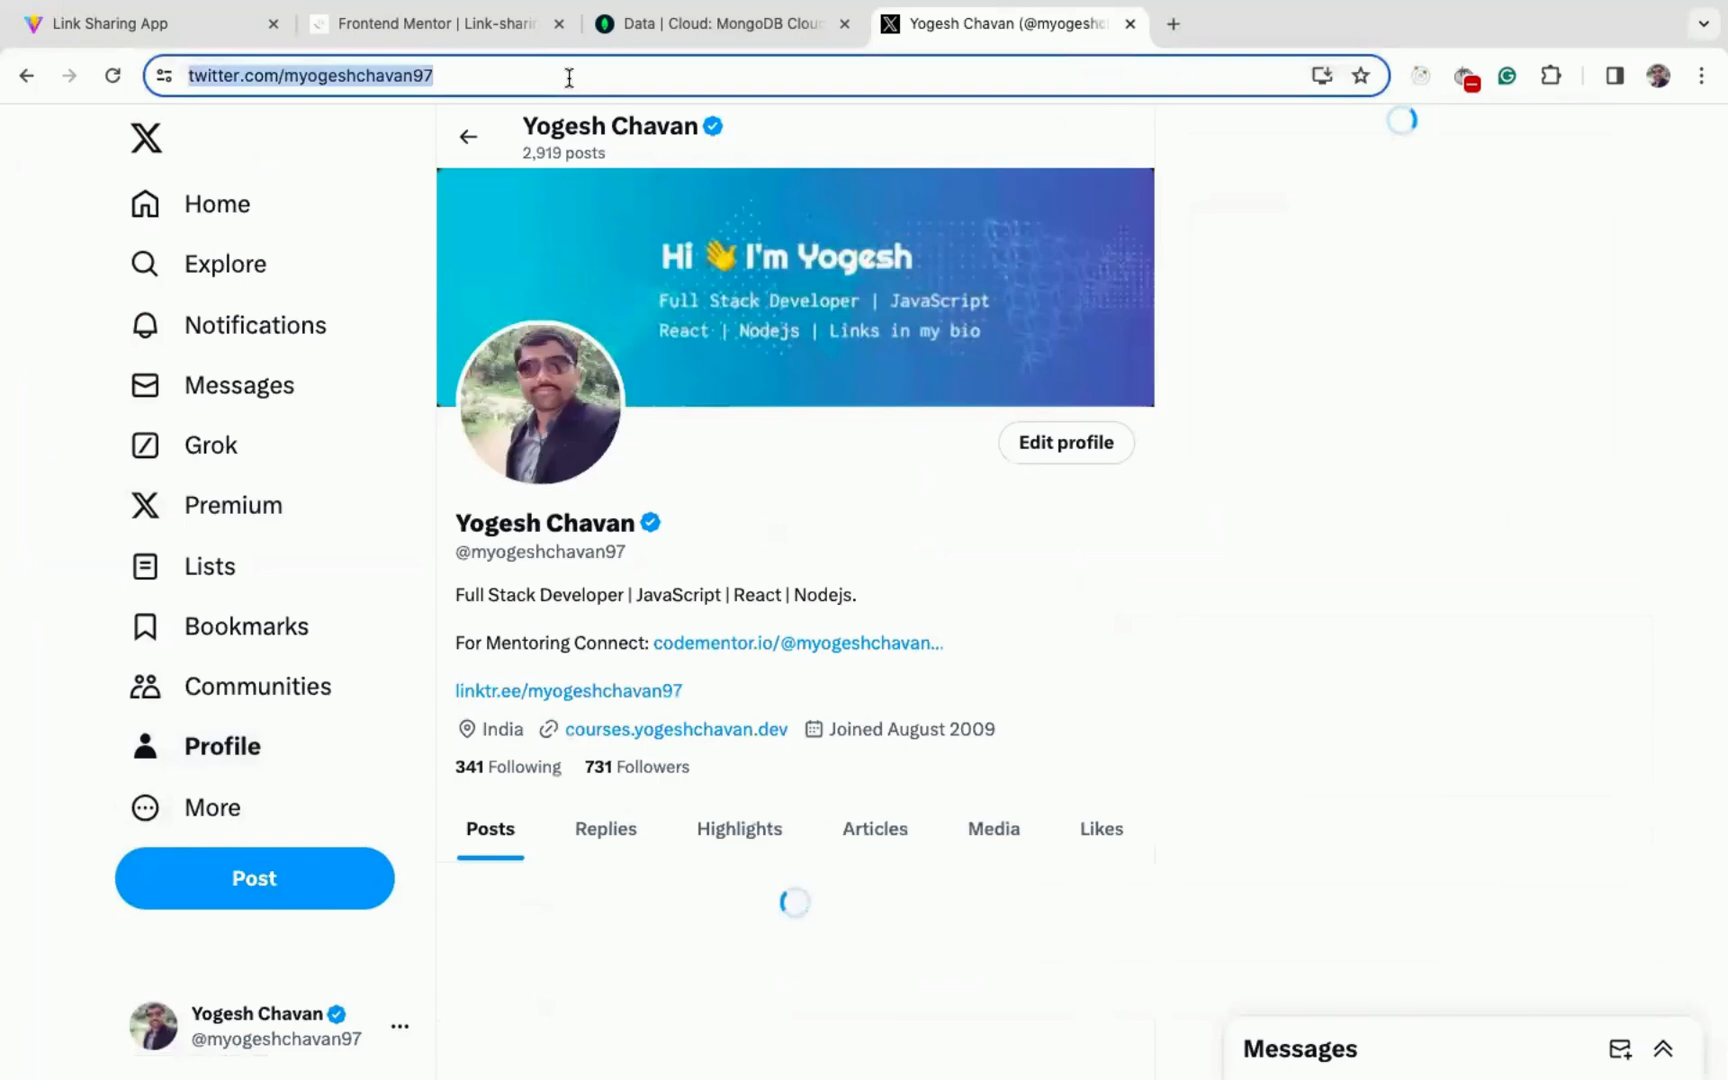 Link Sharing App
Frontend Mentor | Link-sharin
Data | Cloud: MongoDB Cloud
Yogesh Chavan (@myogeshch
twitter.com/myogeshchavan97
Yogesh Chavan
2,919 posts
Hi 👋 I'm Yogesh
Full Stack Developer | JavaScript
React | Nodejs | Links in my bio
Home
Explore
Notifications
Messages
Grok
Premium
Lists
Bookmarks
Communities
Profile
More
Post
Edit profile
Yogesh Chavan
@myogeshchavan97
Full Stack Developer | JavaScript | React | Nodejs.
For Mentoring Connect: codementor.io/@myogeshchavan...
linktr.ee/myogeshchavan97
India courses.yogeshchavan.dev Joined August 2009
341 Following 731 Followers
Posts Replies Highlights Articles Media Likes
Yogesh Chavan
@myogeshchavan97
Messages